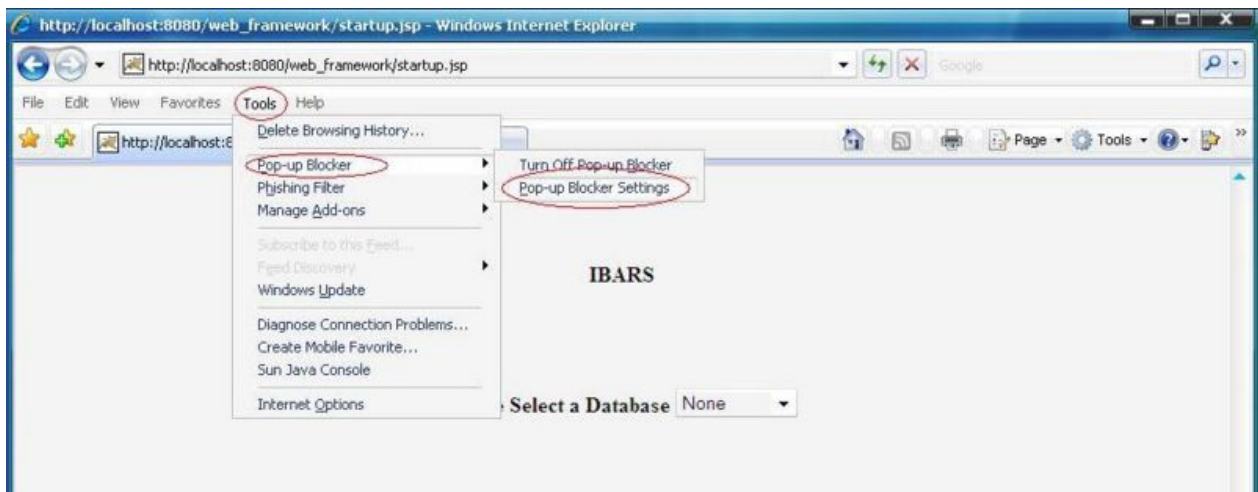 http://localhost:8080/web_framework/startup.jsp - Windows Internet Explorer
http://localhost:8080/web_framework/startup.jsp
Google
File Edit View Favorites Tools Help
http://localhost:8
Page Tools
Delete Browsing History...
Pop-up Blocker
Phishing Filter
Manage Add-ons
Subscribe to this Feed...
Feed Discovery
Windows Update
Diagnose Connection Problems...
Create Mobile Favorite...
Sun Java Console
Internet Options
Turn Off Pop-up Blocker
Pop-up Blocker Settings
IBARS
Select a Database None